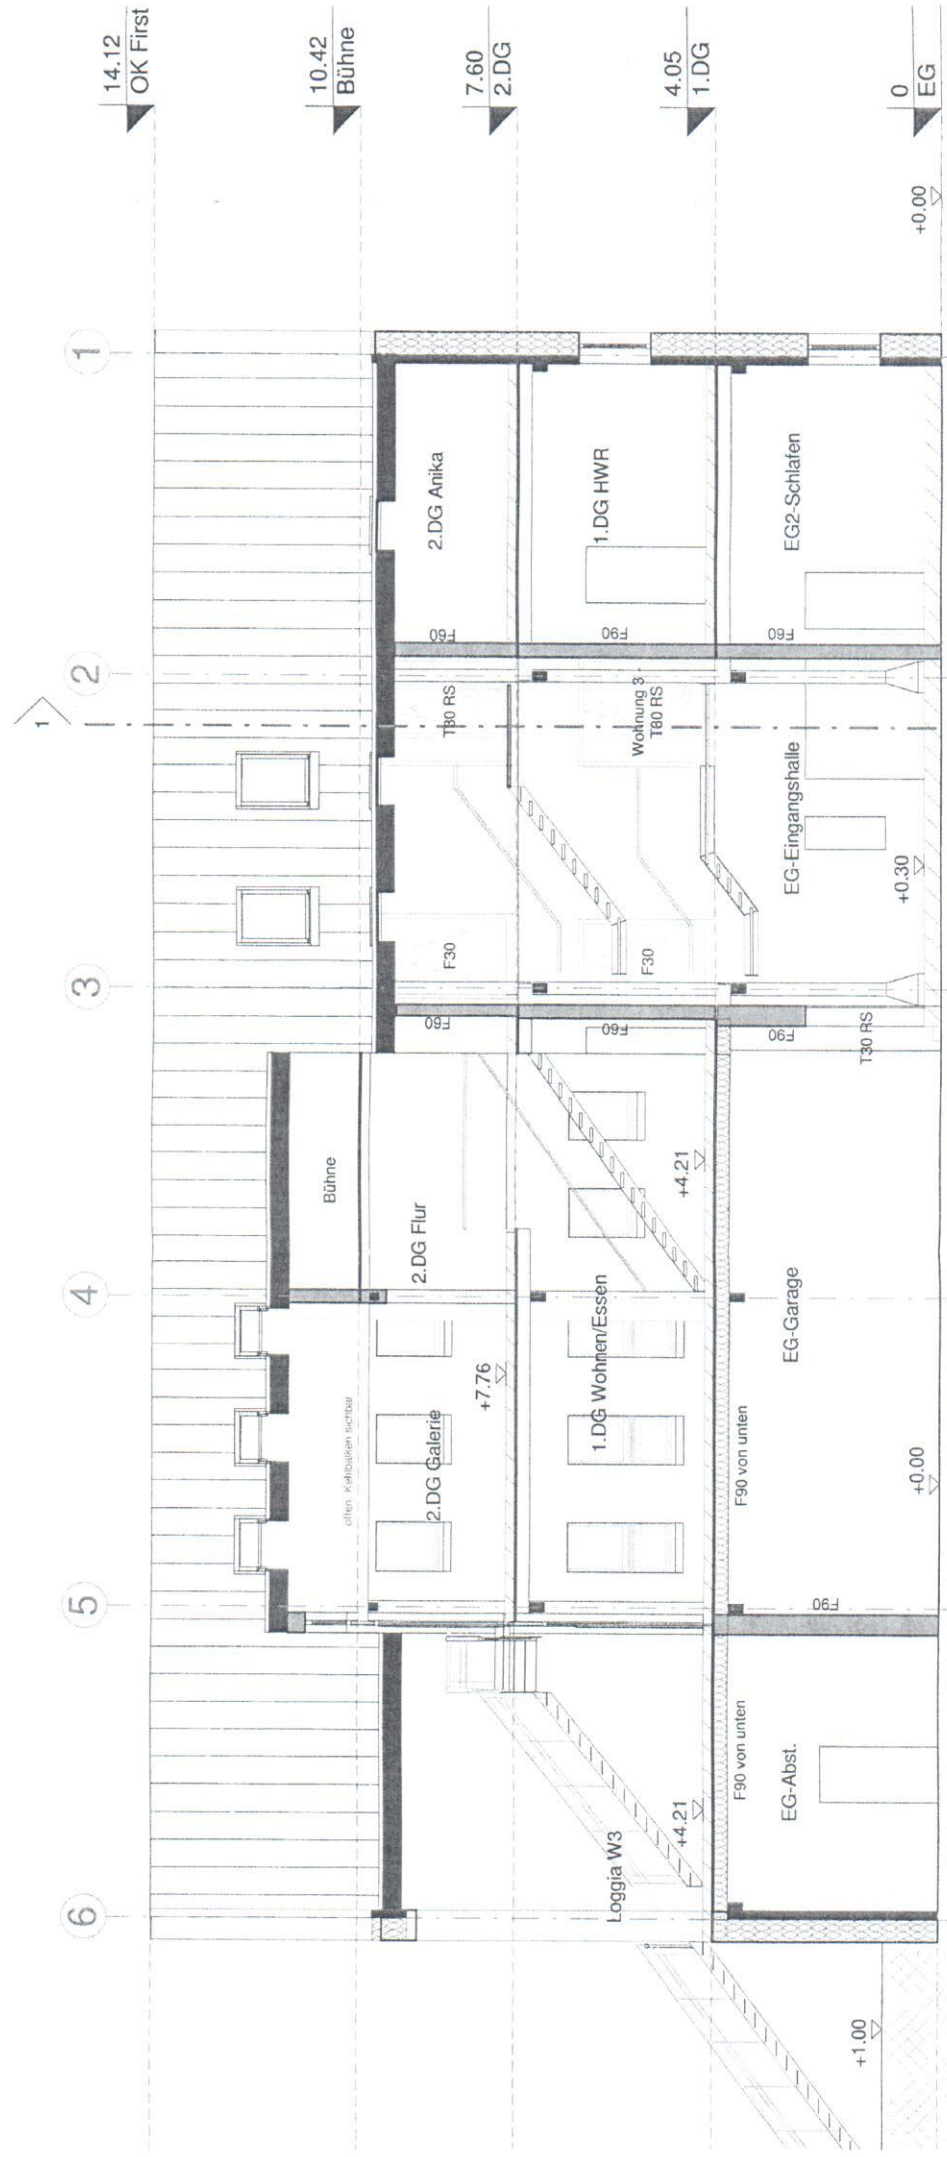 6
5
4
3
2
1
1
14.12
OK First
10.42
Bühne
7.60
2.DG
4.05
1.DG
0
EG
+0.00
Bühne
offen Kehlbalken sichtbar
2.DG Galerie
2.DG Flur
2.DG Anika
F30
T30 RS
F60
F60
+7.76
Loggia W3
1.DG Wohnen/Essen
1.DG HWR
Wohnung 3
T80 RS
F30
F60
F90
+4.21
+4.21
F90 von unten
F90 von unten
EG-Abst.
EG-Garage
EG-Eingangshalle
EG2-Schlafen
F90
F90
F60
T30 RS
+1.00
+0.00
+0.30